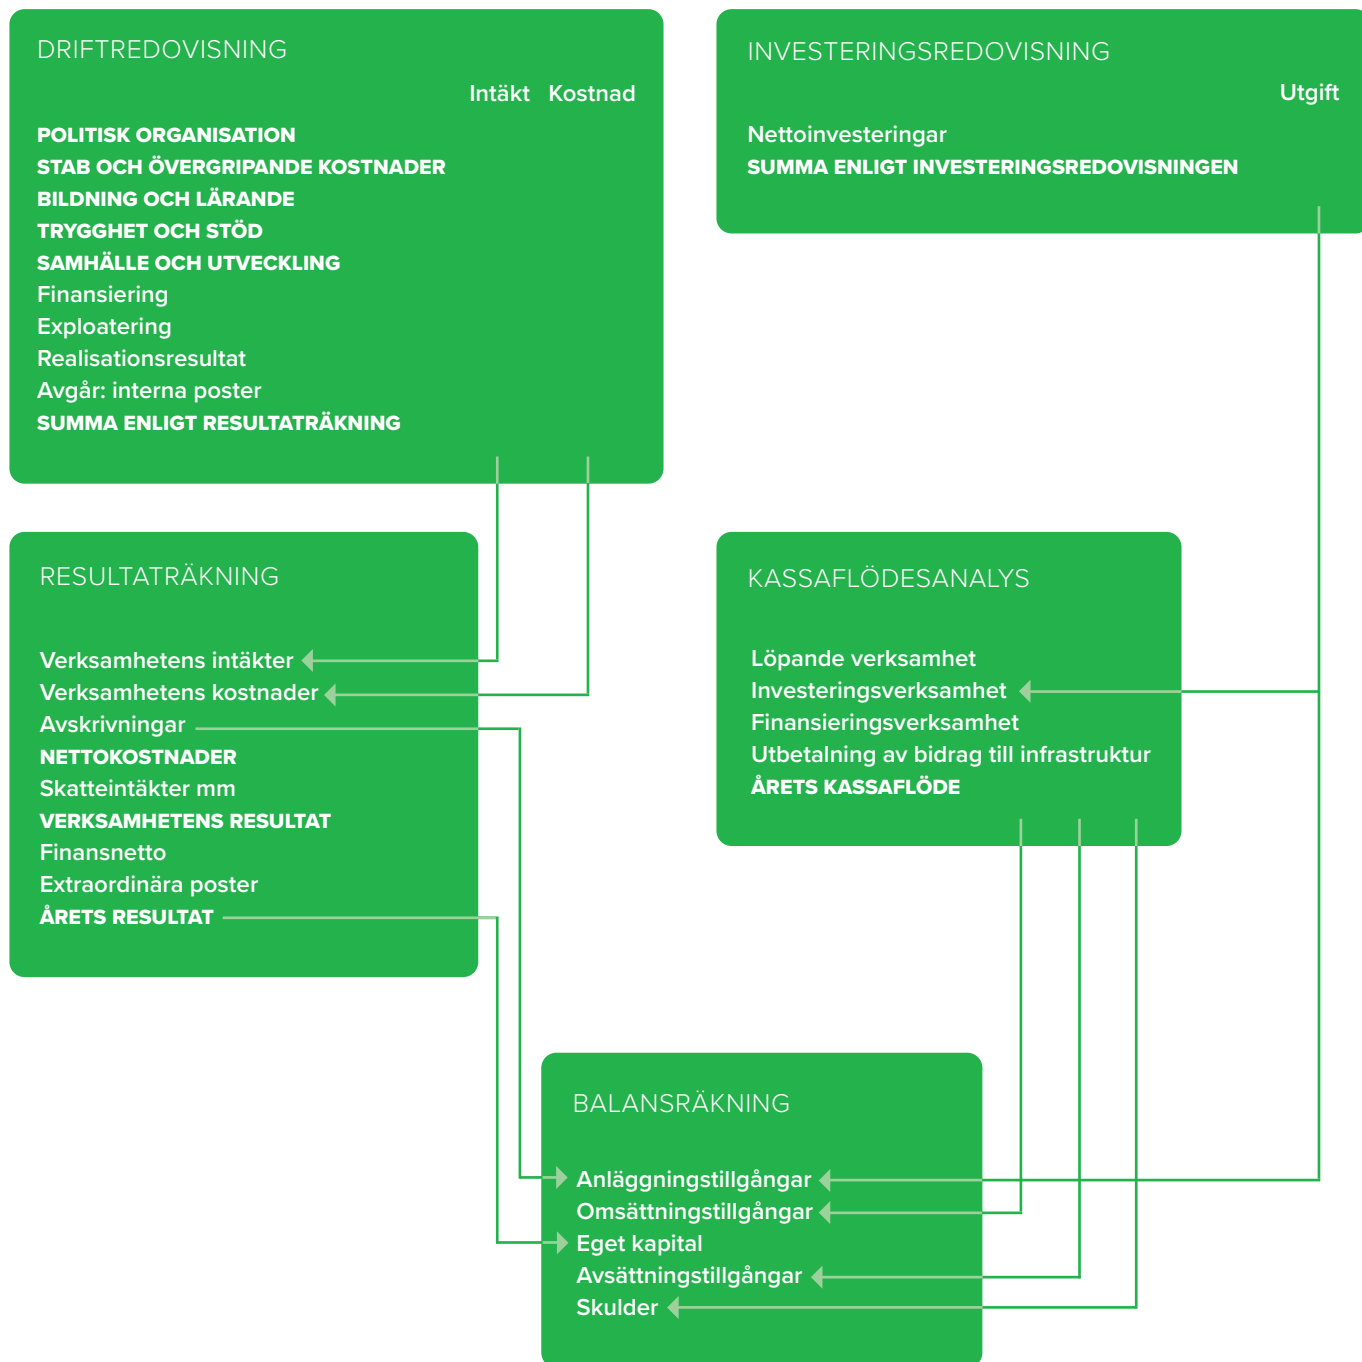 DRIFTREDOVISNING
Intäkt Kostnad
POLITISK ORGANISATION
STAB OCH ÖVERGRIPANDE KOSTNADER
BILDNING OCH LÄRANDE
TRYGGHET OCH STÖD
SAMHÄLLE OCH UTVECKLING
Finansiering
Exploatering
Realisationsresultat
Avgår: interna poster
SUMMA ENLIGT RESULTATRÄKNING
INVESTERINGSREDOVISNING
Utgift
Nettoinvesteringar
SUMMA ENLIGT INVESTERINGSREDOVISNINGEN
RESULTATRÄKNING
Verksamhetens intäkter
Verksamhetens kostnader
Avskrivningar
NETTOKOSTNADER
Skatteintäkter mm
VERKSAMHETENS RESULTAT
Finansnetto
Extraordinära poster
ÅRETS RESULTAT
KASSAFLÖDESANALYS
Löpande verksamhet
Investeringsverksamhet
Finansieringsverksamhet
Utbetalning av bidrag till infrastruktur
ÅRETS KASSAFLÖDE
BALANSRÄKNING
Anläggningstillgångar
Omsättningstillgångar
Eget kapital
Avsättningstillgångar
Skulder